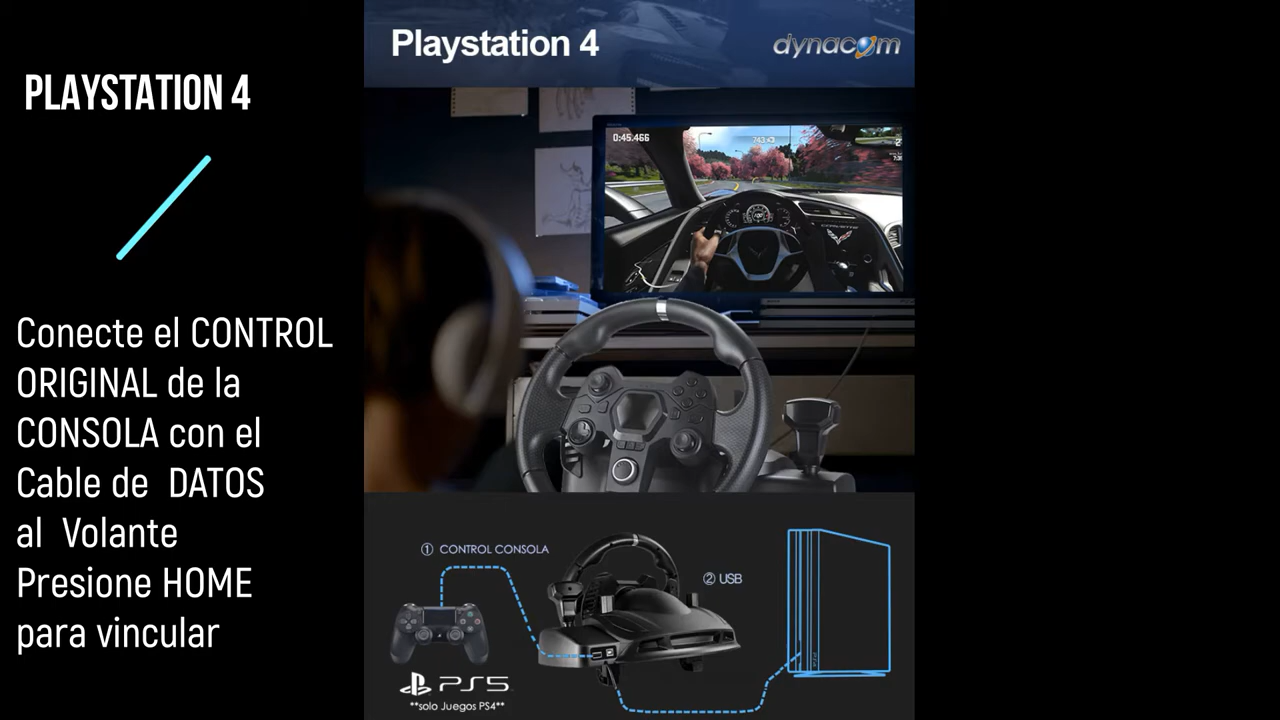 PLAYSTATION 4
Conecte el CONTROL
ORIGINAL de la
CONSOLA con el
Cable de DATOS
al Volante
Presione HOME
para vincular
Playstation 4
dynacom
0:45.466
① CONTROL CONSOLA
② USB
PS5
**solo Juegos PS4**